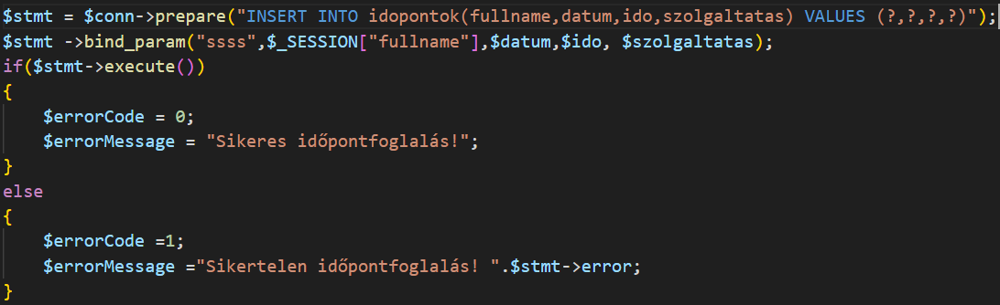 $stmt = $conn->prepare("INSERT INTO idopontok(fullname,datum,ido,szolgaltatas) VALUES (?,?,?,?)");
$stmt ->bind_param("ssss",$_SESSION["fullname"],$datum,$ido, $szolgaltatas);
if($stmt->execute())
{
    $errorCode = 0;
    $errorMessage = "Sikeres időpontfoglalás!";
}
else
{
    $errorCode =1;
    $errorMessage ="Sikertelen időpontfoglalás! ".$stmt->error;
}